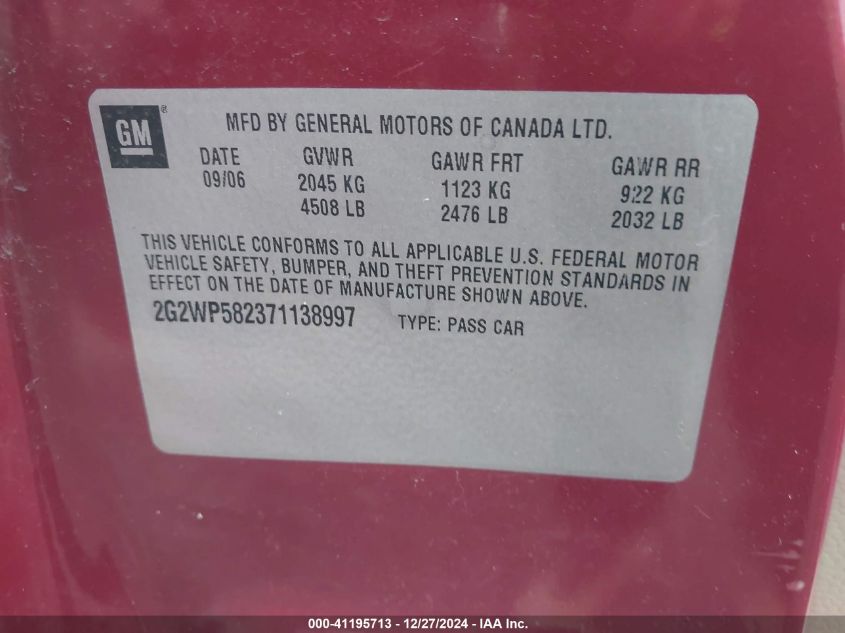 GM ®
MFD BY GENERAL MOTORS OF CANADA LTD.
DATE GVWR GAWR FRT GAWR RR
09/06 2045 KG 1123 KG 922 KG
4508 LB 2476 LB 2032 LB
THIS VEHICLE CONFORMS TO ALL APPLICABLE U.S. FEDERAL MOTOR
VEHICLE SAFETY, BUMPER, AND THEFT PREVENTION STANDARDS IN
EFFECT ON THE DATE OF MANUFACTURE SHOWN ABOVE.
2G2WP582371138997 TYPE: PASS CAR
000-41195713 - 12/27/2024 - IAA Inc.